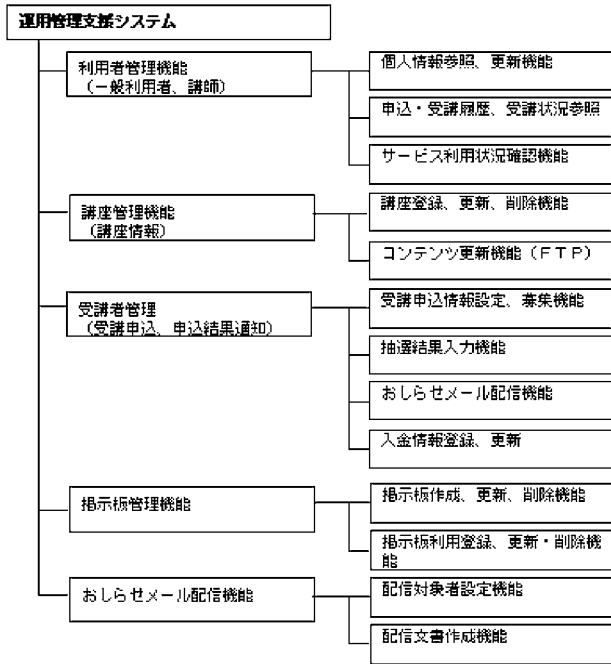 運用管理支援システム
利用者管理機能
（一般利用者、講師）
個人情報参照、更新機能
申込・受講履歴、受講状況参照
サービス利用状況確認機能
講座管理機能
（講座情報）
講座登録、更新、削除機能
コンテンツ更新機能（ＦＴＰ）
受講者管理
（受講申込、申込結果通知）
受講申込情報設定、募集機能
抽選結果入力機能
おしらせメール配信機能
入金情報登録、更新
掲示板管理機能
掲示板作成、更新、削除機能
掲示板利用登録、更新・削除機
能
おしらせメール配信機能
配信対象者設定機能
配信文書作成機能